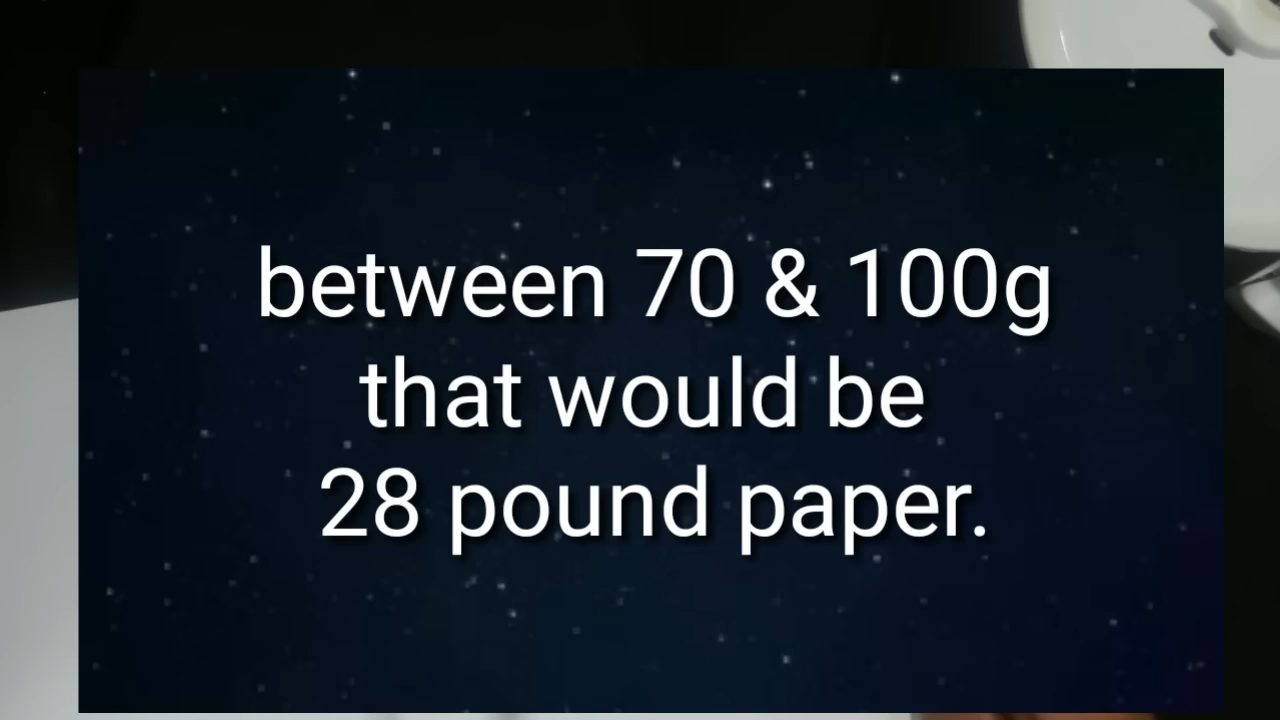 between 70 & 100g
that would be
28 pound paper.